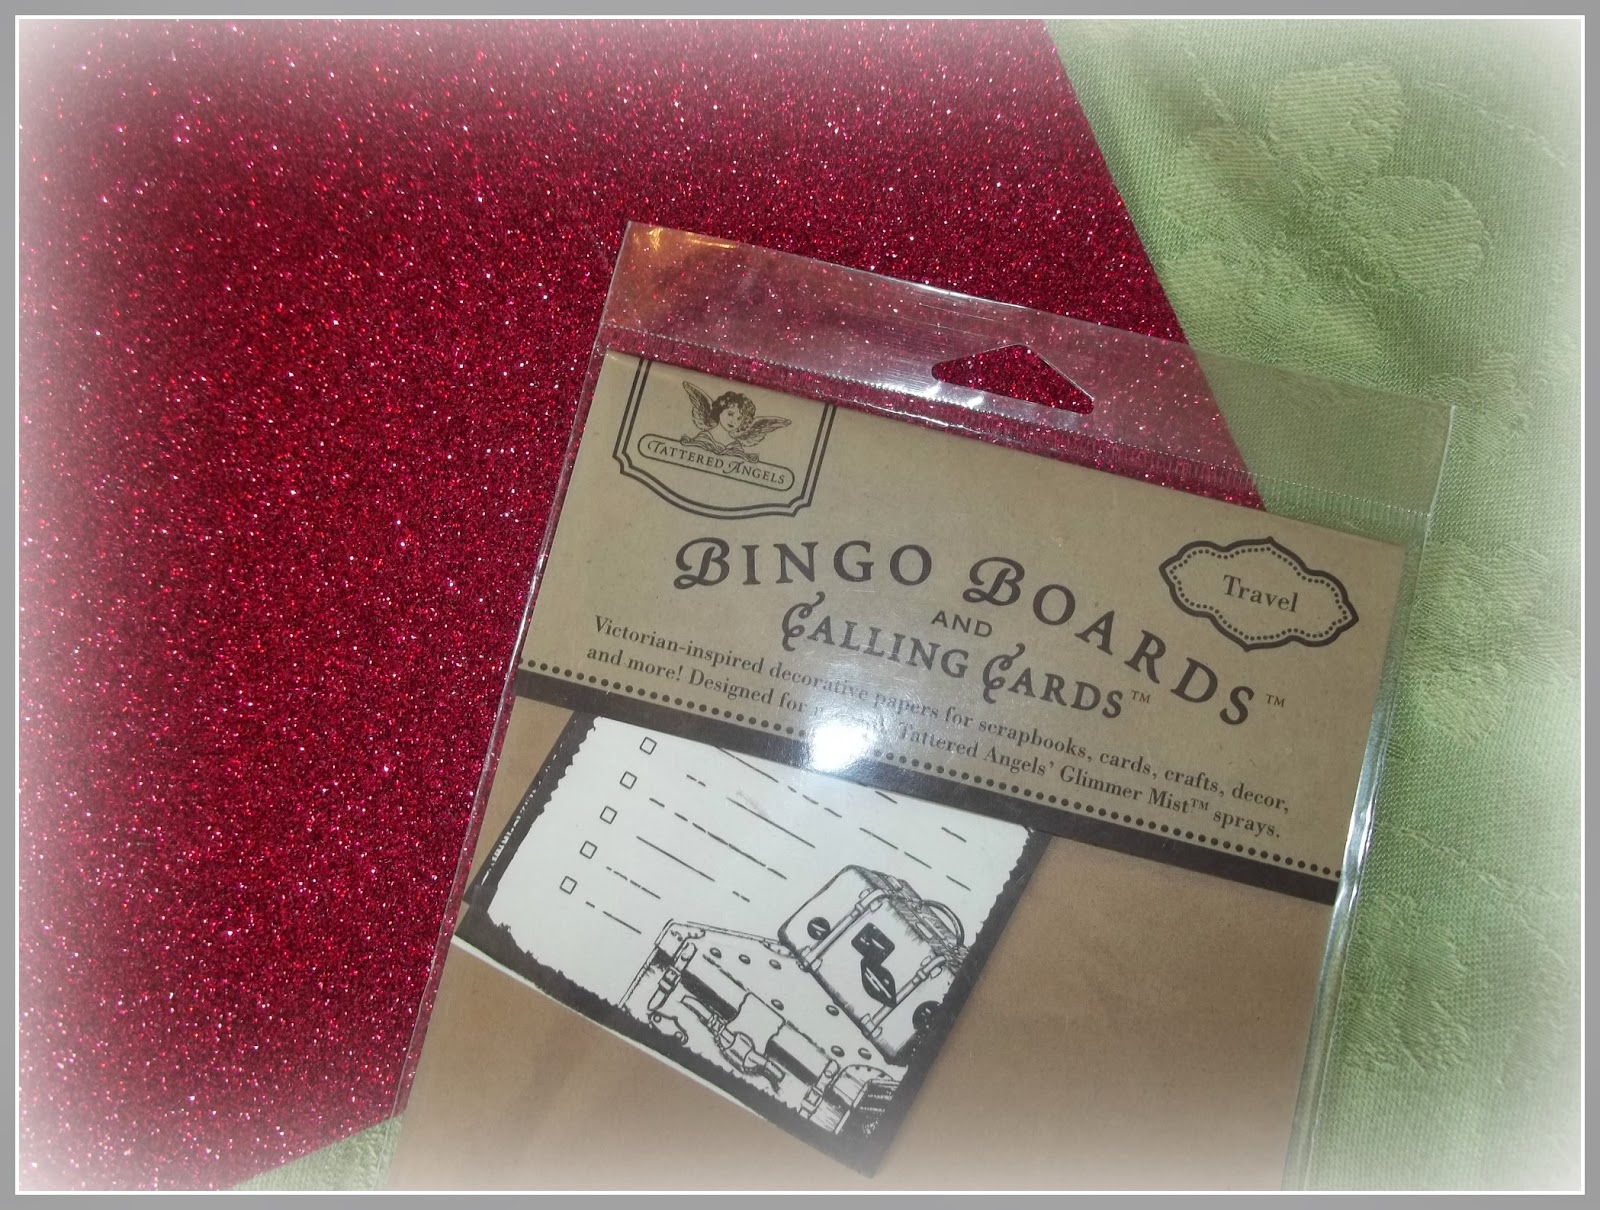 TATTERED ANGELS
BINGO BOARDS™
AND
CALLING CARDS™
Travel
Victorian-inspired decorative papers for scrapbooks, cards, crafts, decor,
and more! Designed for Tattered Angels' Glimmer Mist™ sprays.